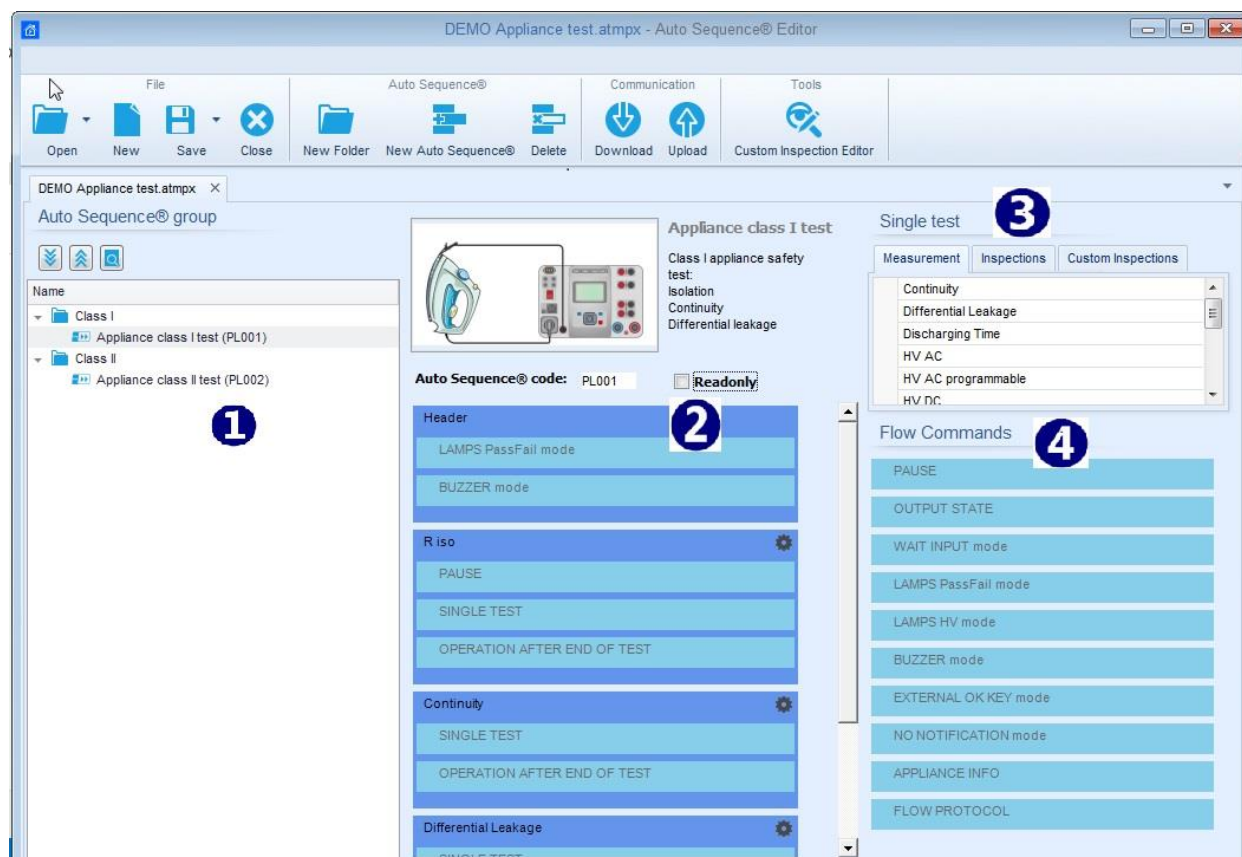 DEMO Appliance test.atmpx - Auto Sequence® Editor
File
Auto Sequence®
Communication
Tools
Open
New
Save
Close
New Folder
New Auto Sequence®
Delete
Download
Upload
Custom Inspection Editor
DEMO Appliance test.atmpx
Auto Sequence® group
Name
Class I
Appliance class I test (PL001)
Class II
Appliance class II test (PL002)
1
Appliance class I test
Class I appliance safety
test:
Isolation
Continuity
Differential leakage
Auto Sequence® code: PL001
Readonly
2
Header
LAMPS PassFail mode
BUZZER mode
R iso
PAUSE
SINGLE TEST
OPERATION AFTER END OF TEST
Continuity
SINGLE TEST
OPERATION AFTER END OF TEST
Differential Leakage
SINGLE TEST
Single test
3
Measurement
Inspections
Custom Inspections
Continuity
Differential Leakage
Discharging Time
HV AC
HV AC programmable
HV DC
Flow Commands
4
PAUSE
OUTPUT STATE
WAIT INPUT mode
LAMPS PassFail mode
LAMPS HV mode
BUZZER mode
EXTERNAL OK KEY mode
NO NOTIFICATION mode
APPLIANCE INFO
FLOW PROTOCOL